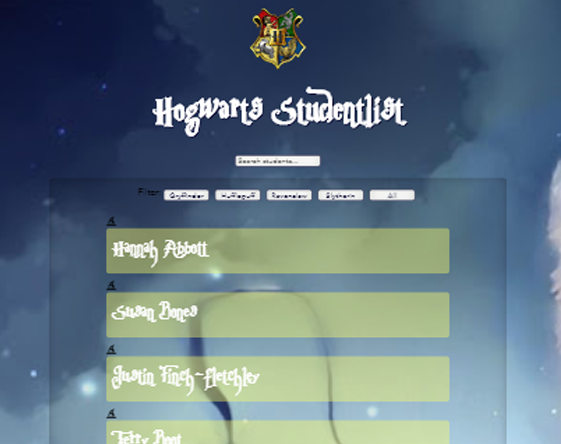 Hogwarts Studentlist
Search students...
Filter: Gryffindor Hufflepuff Ravenclaw Slytherin All
Hannah Abbott
Susan Bones
Justin Finch-Fletchley
Terry Boot